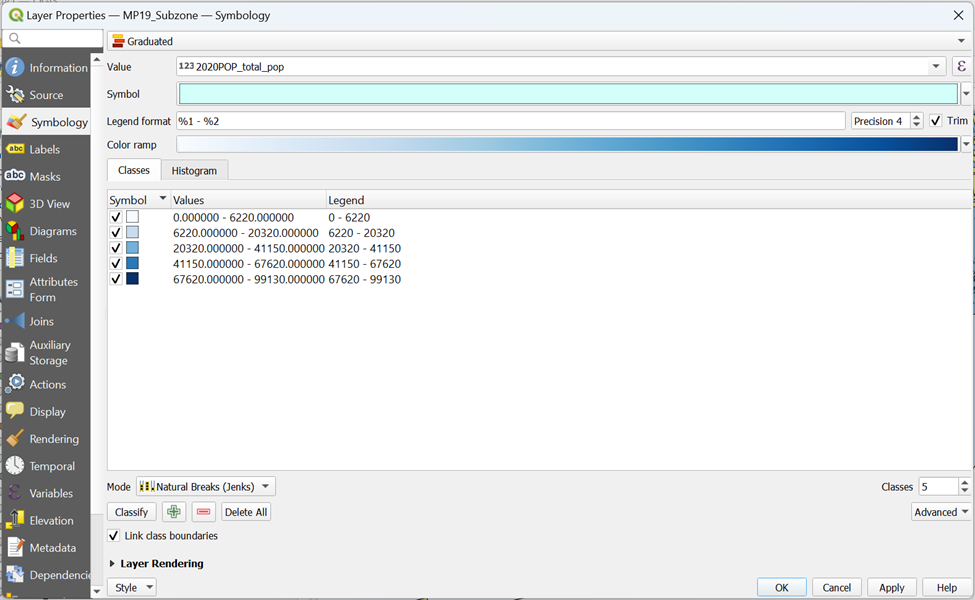 Layer Properties — MP19_Subzone — Symbology
Graduated
Information
Source
Symbology
Labels
Masks
3D View
Diagrams
Fields
Attributes
Form
Joins
Auxiliary
Storage
Actions
Display
Rendering
Temporal
Variables
Elevation
Metadata
Dependencie
Value 123 2020POP_total_pop ε
Symbol
Legend format %1 - %2 Precision 4 Trim
Color ramp
Classes Histogram
Symbol Values Legend
0.000000 - 6220.000000 0 - 6220
6220.000000 - 20320.000000 6220 - 20320
20320.000000 - 41150.000000 20320 - 41150
41150.000000 - 67620.000000 41150 - 67620
67620.000000 - 99130.000000 67620 - 99130
Mode Natural Breaks (Jenks) Classes 5
Classify Delete All Advanced
Link class boundaries
Layer Rendering
Style OK Cancel Apply Help